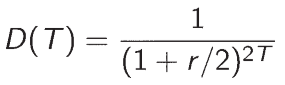 D(T) = 1 / (1 + r/2)^{2T}